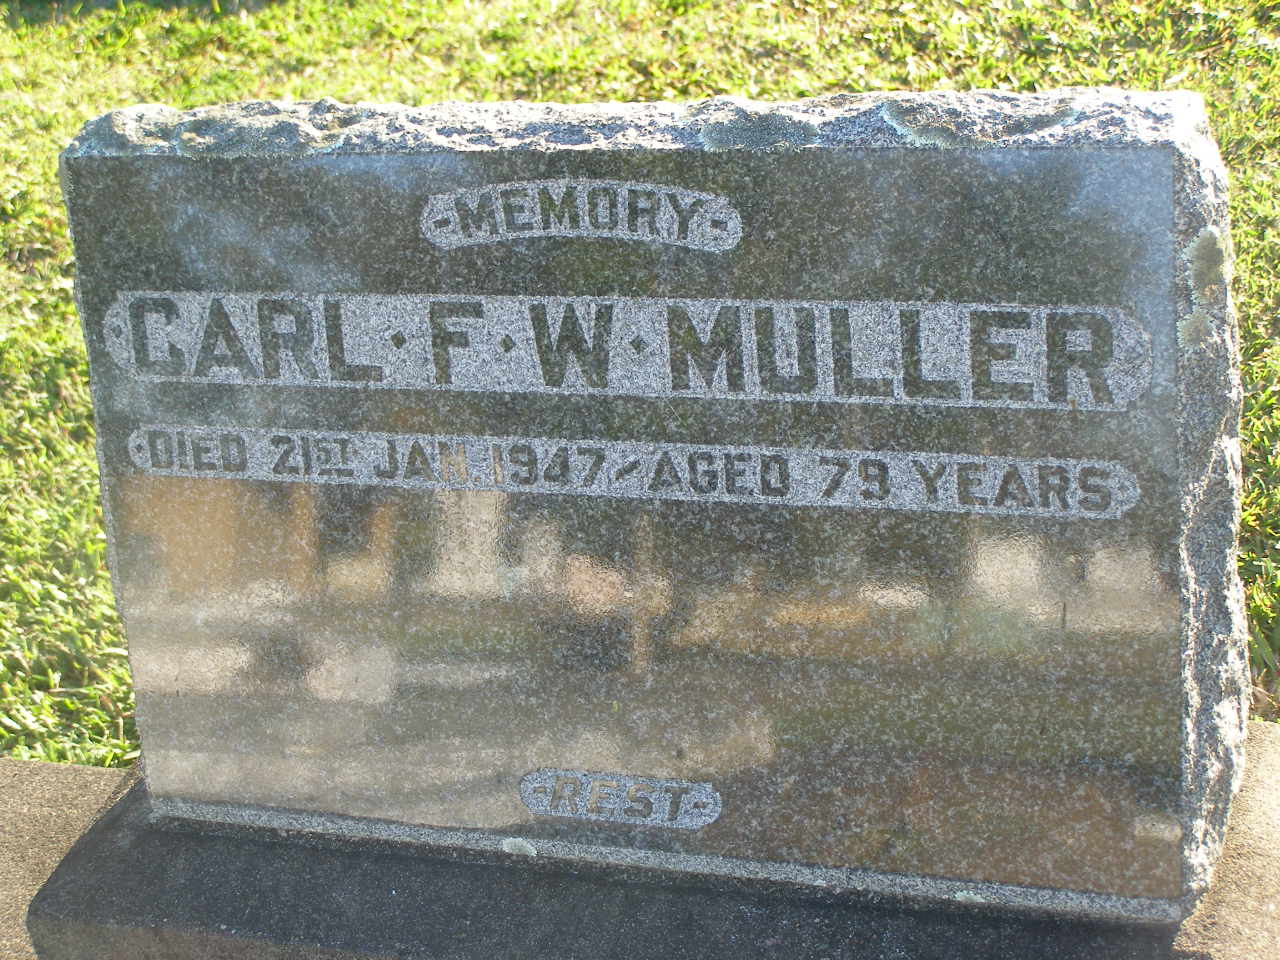 -MEMORY-
CARL · F · W · MULLER
DIED 21ST JAN. 1947 - AGED 79 YEARS
-REST-